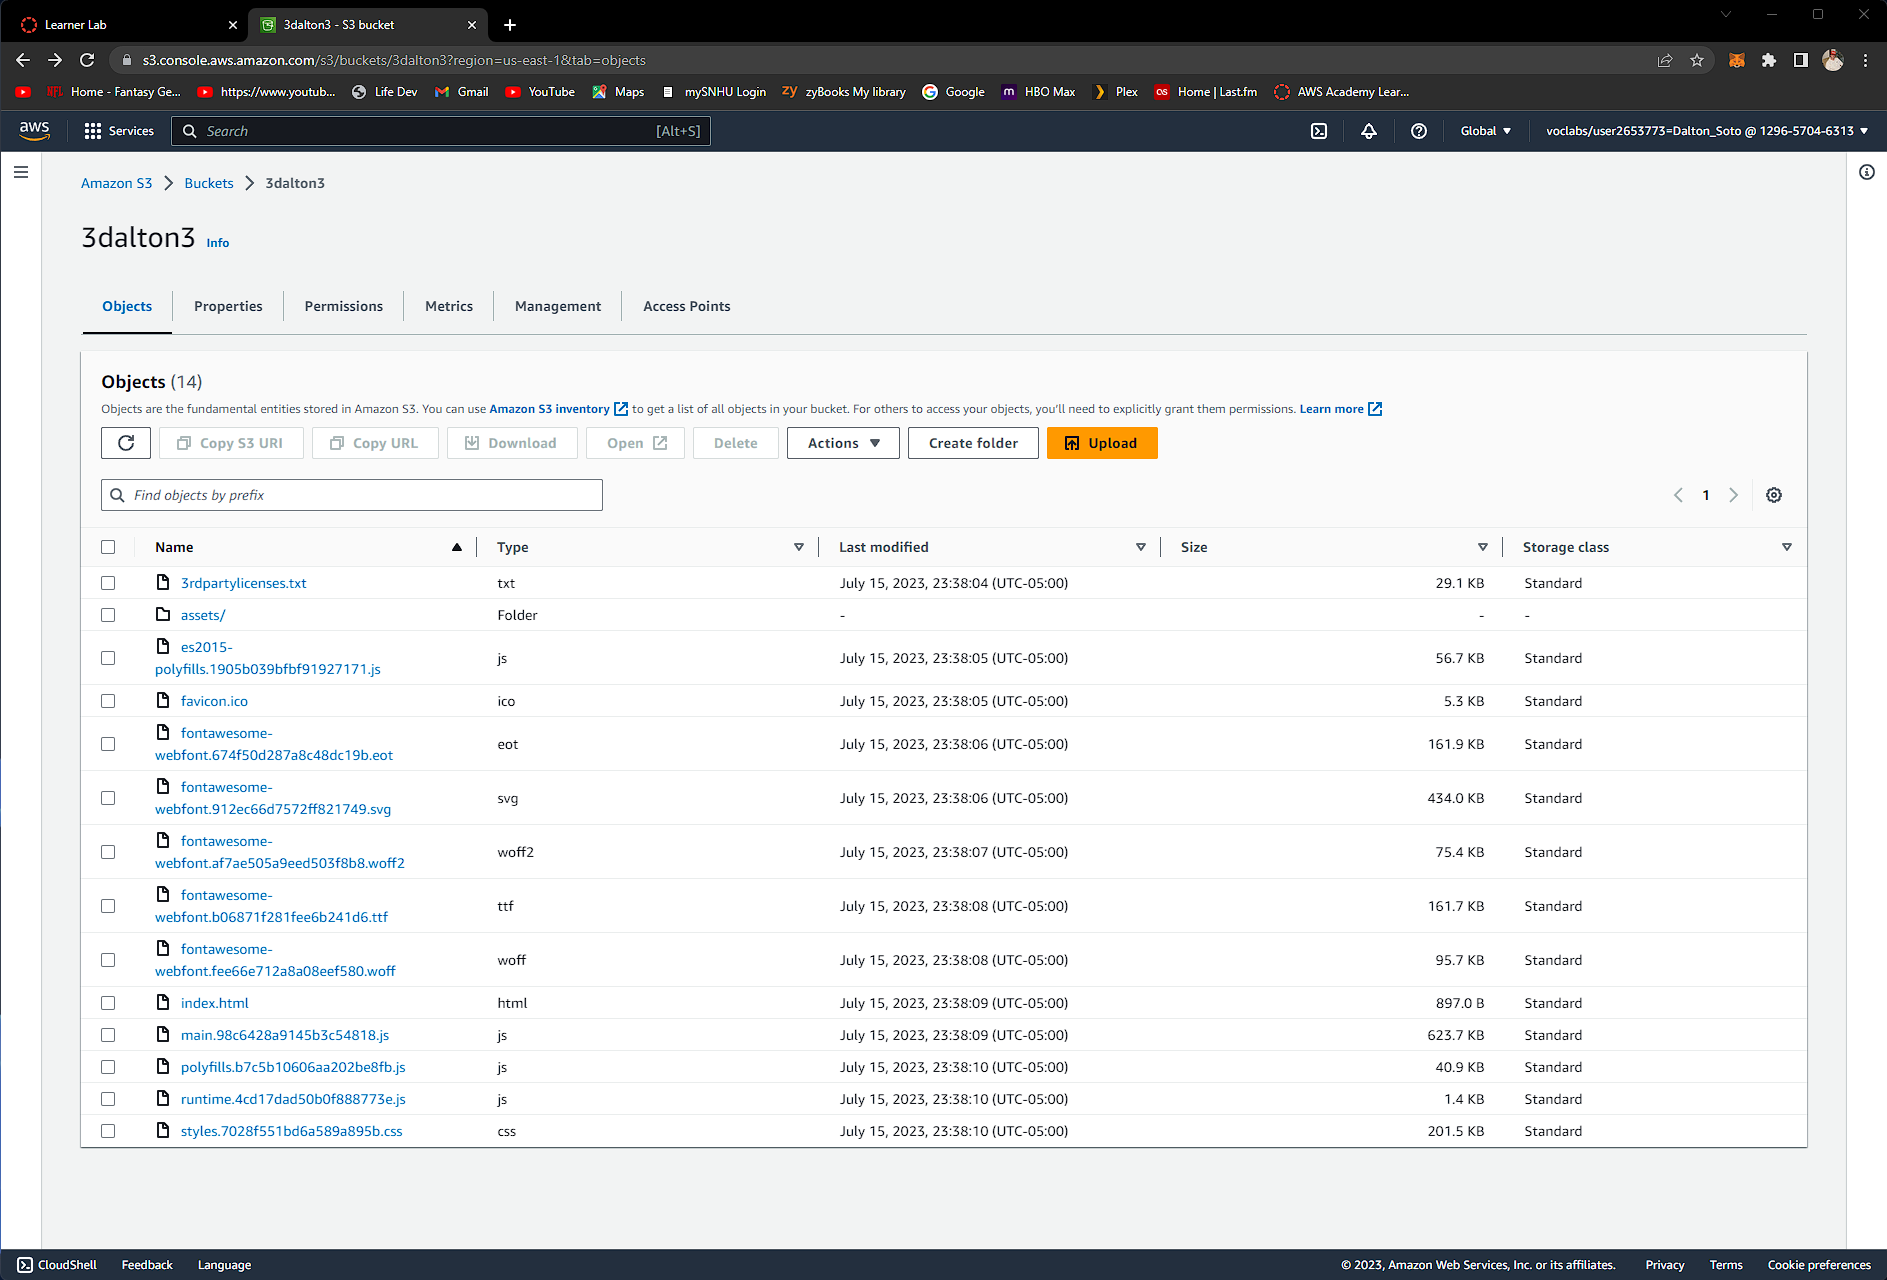 Learner Lab
3dalton3 - S3 bucket
s3.console.aws.amazon.com/s3/buckets/3dalton3?region=us-east-1&tab=objects
NFL Home - Fantasy Ge... https://www.youtub... Life Dev Gmail YouTube Maps mySNHU Login zy zyBooks My library Google m HBO Max Plex os Home | Last.fm AWS Academy Lear...
aws Services Search [Alt+S] Global voclabs/user2653773=Dalton_Soto @ 1296-5704-6313
Amazon S3 Buckets 3dalton3
3dalton3 Info
Objects Properties Permissions Metrics Management Access Points
Objects (14)
Objects are the fundamental entities stored in Amazon S3. You can use Amazon S3 inventory to get a list of all objects in your bucket. For others to access your objects, you'll need to explicitly grant them permissions. Learn more
Copy S3 URI Copy URL Download Open Delete Actions Create folder Upload
Find objects by prefix 1
Name Type Last modified Size Storage class
3rdpartylicenses.txt txt July 15, 2023, 23:38:04 (UTC-05:00) 29.1 KB Standard
assets/ Folder - - -
es2015-
polyfills.1905b039bfbf91927171.js js July 15, 2023, 23:38:05 (UTC-05:00) 56.7 KB Standard
favicon.ico ico July 15, 2023, 23:38:05 (UTC-05:00) 5.3 KB Standard
fontawesome-
webfont.674f50d287a8c48dc19b.eot eot July 15, 2023, 23:38:06 (UTC-05:00) 161.9 KB Standard
fontawesome-
webfont.912ec66d7572ff821749.svg svg July 15, 2023, 23:38:06 (UTC-05:00) 434.0 KB Standard
fontawesome-
webfont.af7ae505a9eed503f8b8.woff2 woff2 July 15, 2023, 23:38:07 (UTC-05:00) 75.4 KB Standard
fontawesome-
webfont.b06871f281fee6b241d6.ttf ttf July 15, 2023, 23:38:08 (UTC-05:00) 161.7 KB Standard
fontawesome-
webfont.fee66e712a8a08eef580.woff woff July 15, 2023, 23:38:08 (UTC-05:00) 95.7 KB Standard
index.html html July 15, 2023, 23:38:09 (UTC-05:00) 897.0 B Standard
main.98c6428a9145b3c54818.js js July 15, 2023, 23:38:09 (UTC-05:00) 623.7 KB Standard
polyfills.b7c5b10606aa202be8fb.js js July 15, 2023, 23:38:10 (UTC-05:00) 40.9 KB Standard
runtime.4cd17dad50b0f888773e.js js July 15, 2023, 23:38:10 (UTC-05:00) 1.4 KB Standard
styles.7028f551bd6a589a895b.css css July 15, 2023, 23:38:10 (UTC-05:00) 201.5 KB Standard
CloudShell Feedback Language © 2023, Amazon Web Services, Inc. or its affiliates. Privacy Terms Cookie preferences